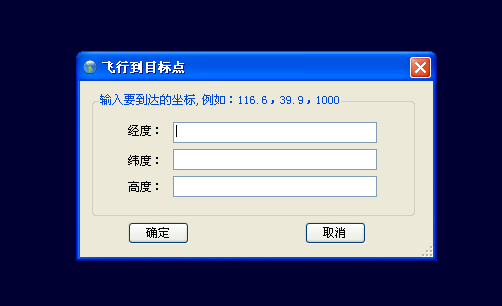 飞行到目标点
输入要到达的坐标,例如：116.6，39.9，1000
经度：
纬度：
高度：
确定
取消